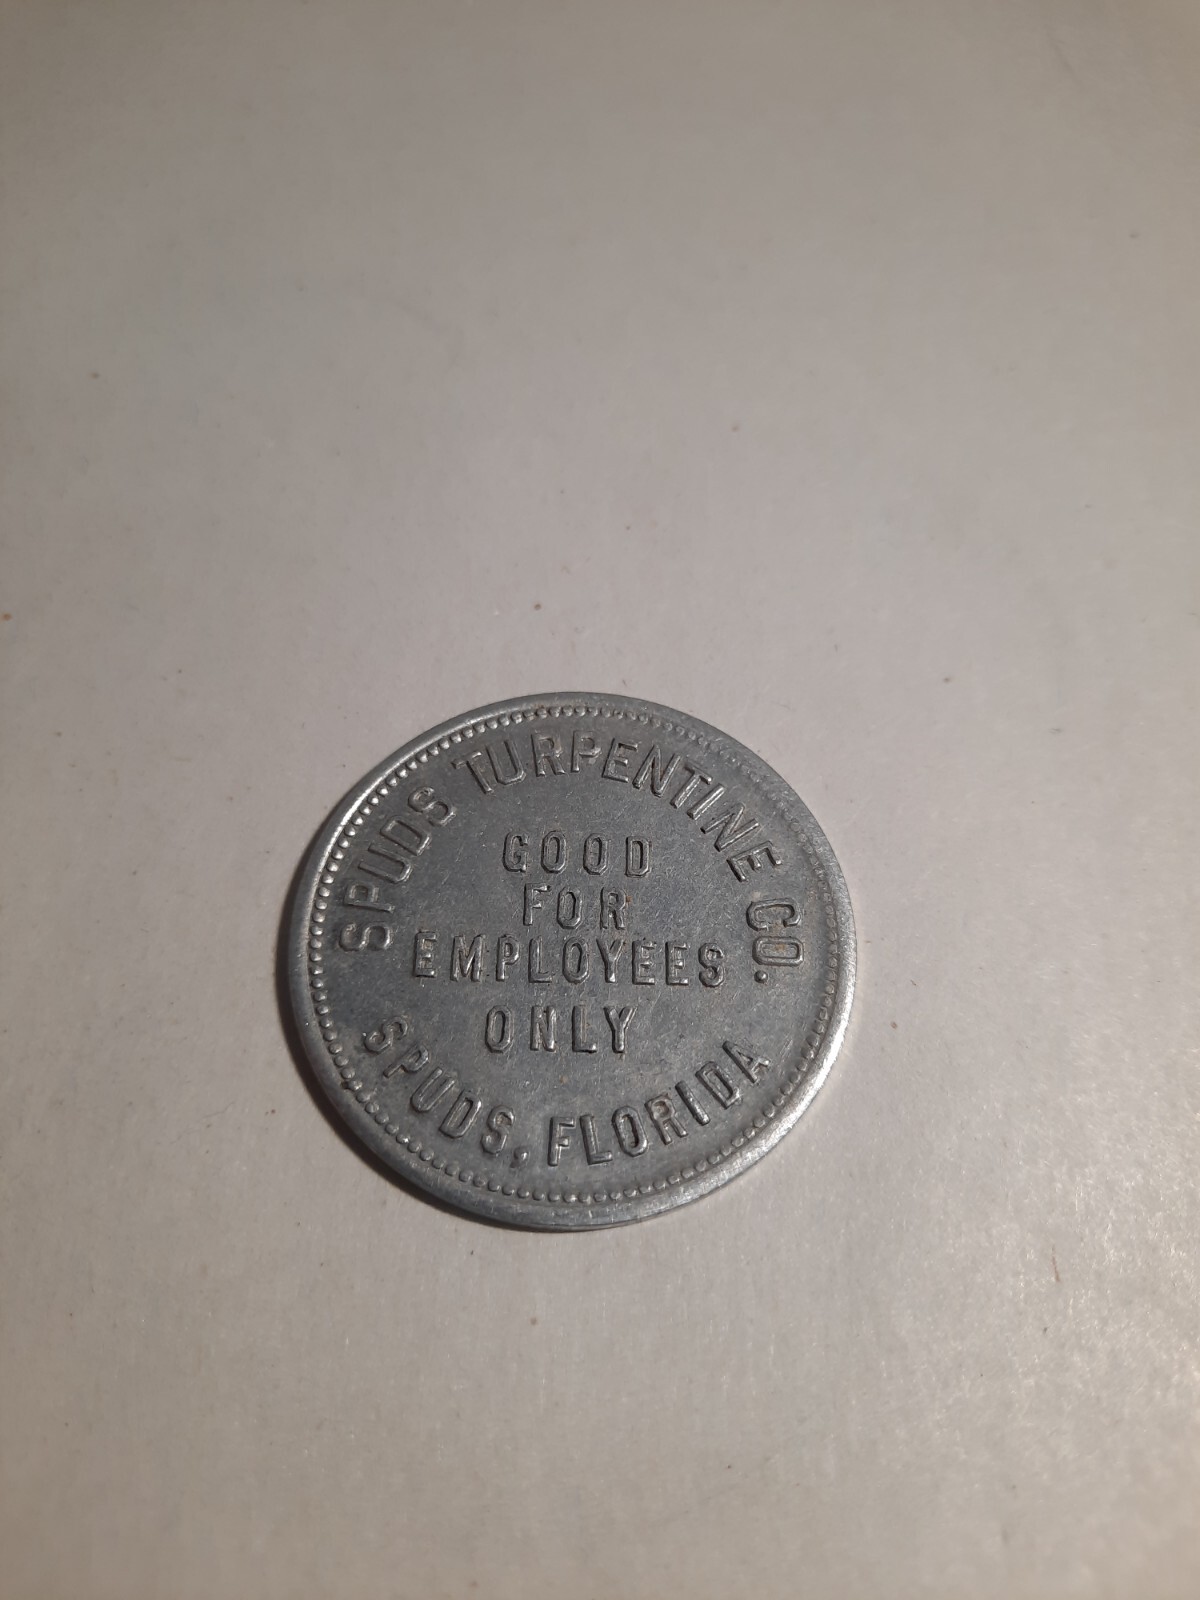 SPUDS TURPENTINE CO.
GOOD
FOR
EMPLOYEES
ONLY
SPUDS, FLORIDA